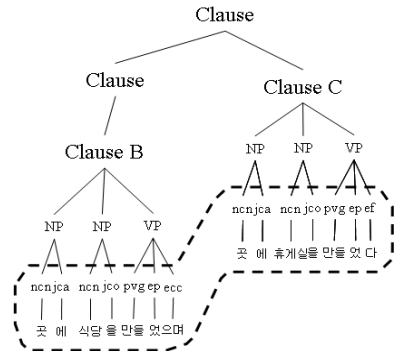 Clause
Clause
Clause C
Clause B
NP NP VP
ncn jca ncn jco pvg ep ef
곳 에 휴게실 을 만들 었 다
NP NP VP
ncn jca ncn jco pvg ep ecc
곳 에 식당 을 만들 었 으며